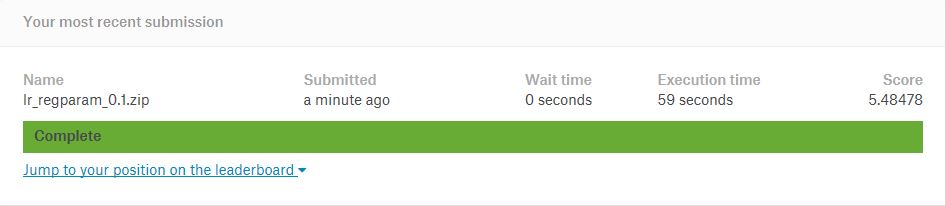 Your most recent submission
Name Submitted Wait time Execution time Score
lr_regparam_0.1.zip a minute ago 0 seconds 59 seconds 5.48478
Complete
Jump to your position on the leaderboard